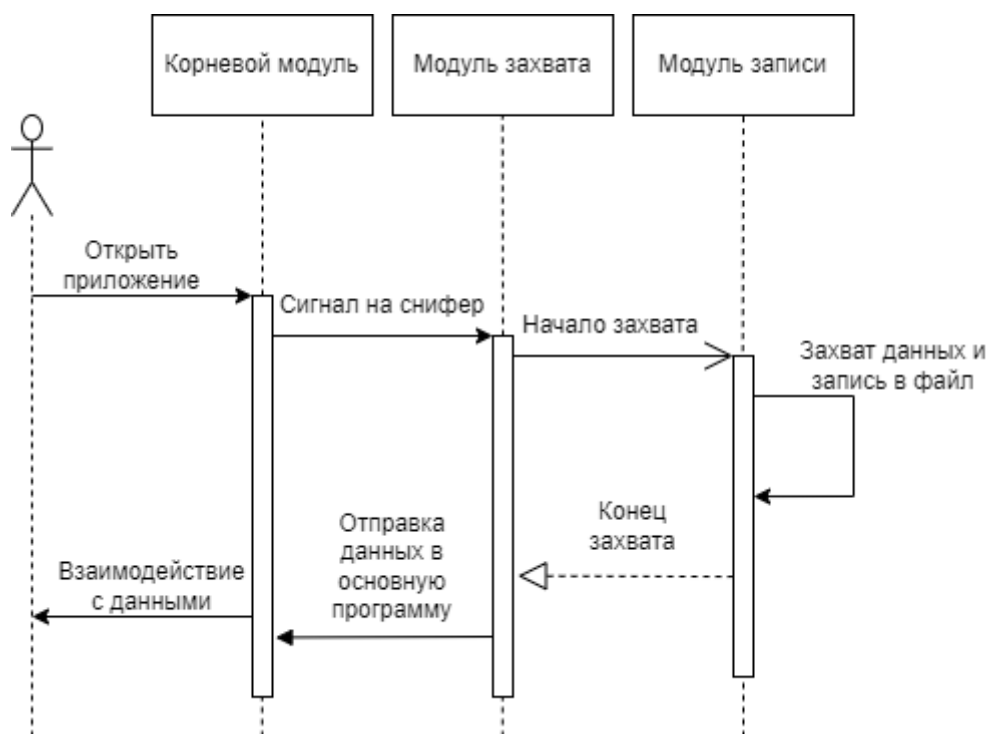 Корневой модуль
Модуль захвата
Модуль записи
Открыть
приложение
Сигнал на снифер
Начало захвата
Захват данных и
запись в файл
Конец
захвата
Отправка
данных в
основную
программу
Взаимодействие
с данными